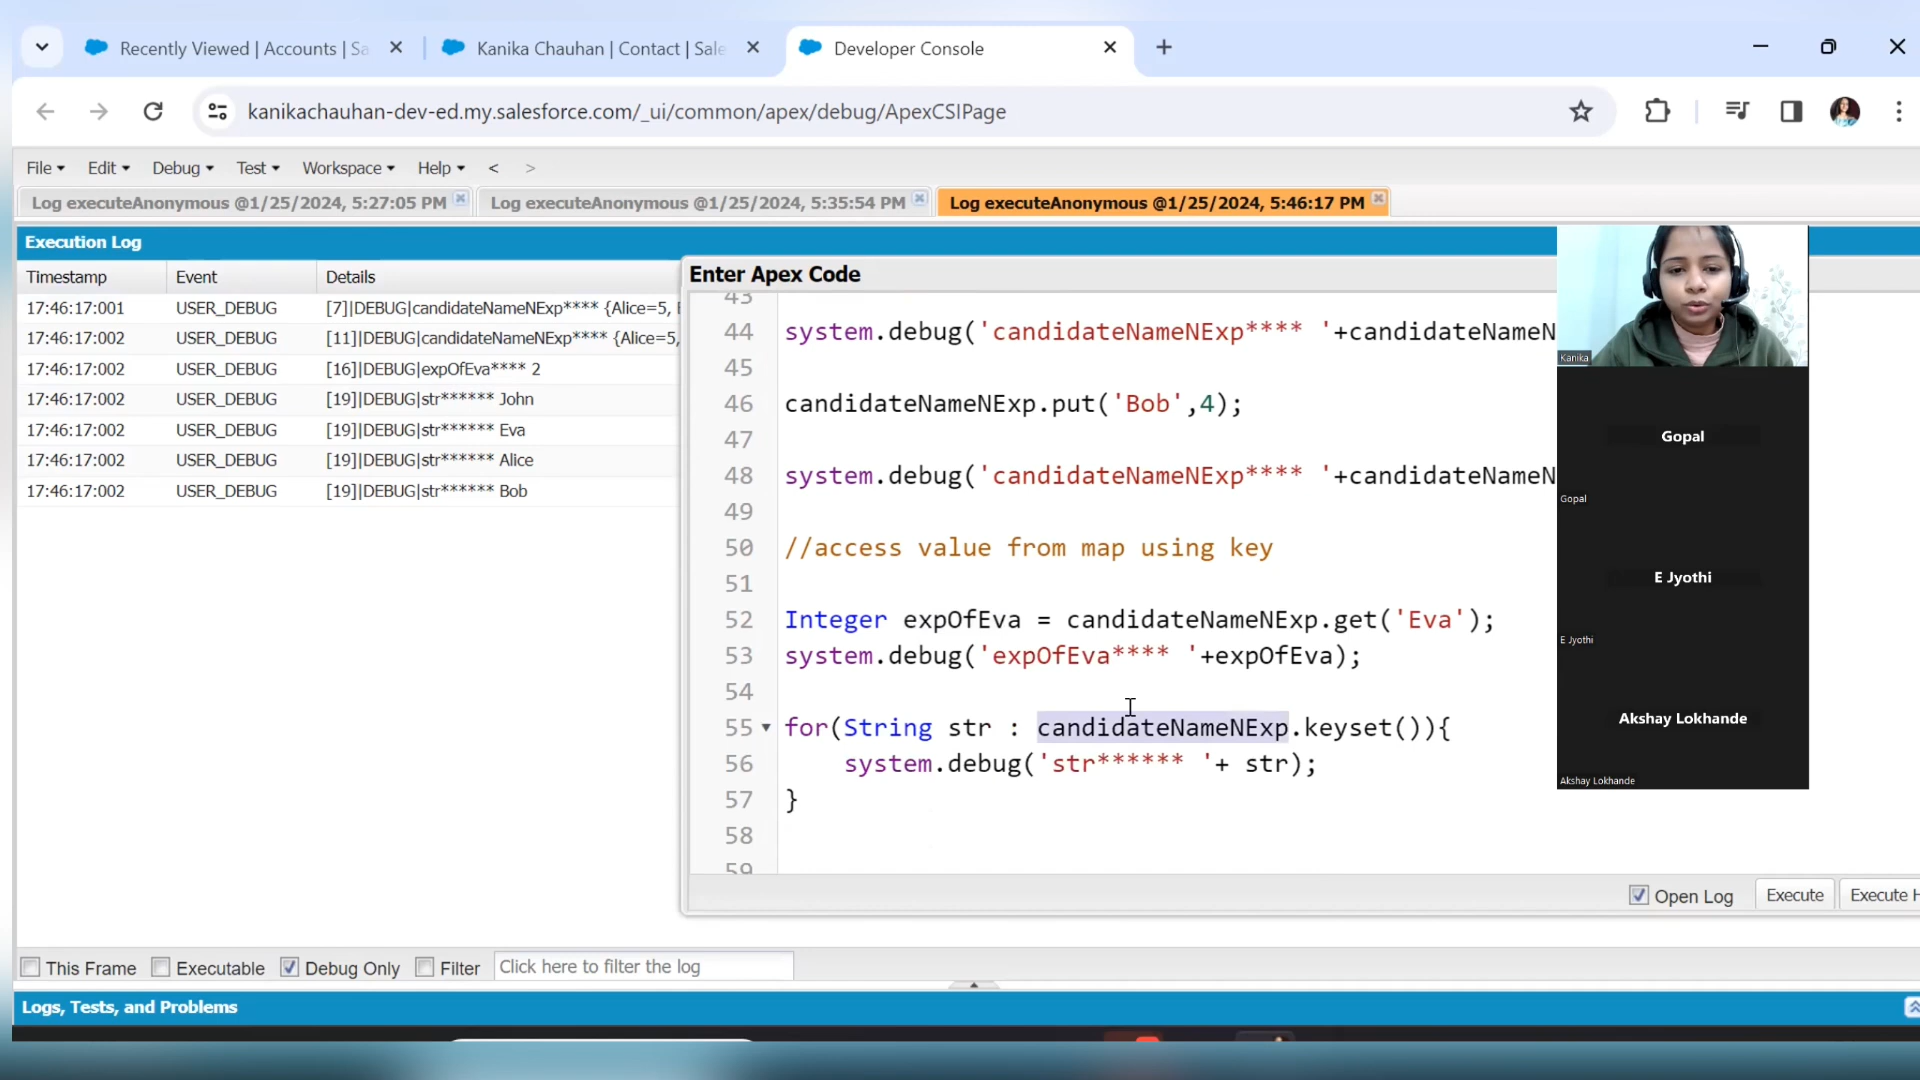 Recently Viewed | Accounts | Sa
Kanika Chauhan | Contact | Sale
Developer Console
kanikachauhan-dev-ed.my.salesforce.com/_ui/common/apex/debug/ApexCSIPage
File Edit Debug Test Workspace Help < >
Log executeAnonymous @1/25/2024, 5:27:05 PM
Log executeAnonymous @1/25/2024, 5:35:54 PM
Log executeAnonymous @1/25/2024, 5:46:17 PM
Execution Log
Timestamp Event Details
17:46:17:001 USER_DEBUG [7]|DEBUG|candidateNameNExp**** {Alice=5,
17:46:17:002 USER_DEBUG [11]|DEBUG|candidateNameNExp**** {Alice=5,
17:46:17:002 USER_DEBUG [16]|DEBUG|expOfEva**** 2
17:46:17:002 USER_DEBUG [19]|DEBUG|str****** John
17:46:17:002 USER_DEBUG [19]|DEBUG|str****** Eva
17:46:17:002 USER_DEBUG [19]|DEBUG|str****** Alice
17:46:17:002 USER_DEBUG [19]|DEBUG|str****** Bob
Enter Apex Code
43
44 system.debug('candidateNameNExp**** '+candidateNameN
45
46 candidateNameNExp.put('Bob',4);
47
48 system.debug('candidateNameNExp**** '+candidateNameN
49
50 //access value from map using key
51
52 Integer expOfEva = candidateNameNExp.get('Eva');
53 system.debug('expOfEva**** '+expOfEva);
54
55 for(String str : candidateNameNExp.keyset()){
56 system.debug('str****** '+ str);
57 }
58
59
Kanika
Gopal
Gopal
E Jyothi
E Jyothi
Akshay Lokhande
Akshay Lokhande
Open Log Execute Execute H
This Frame Executable Debug Only Filter Click here to filter the log
Logs, Tests, and Problems